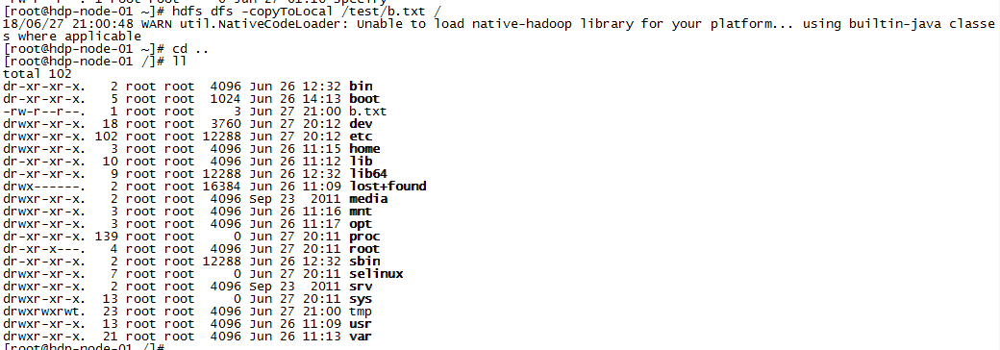 [root@hdp-node-01 ~]# hdfs dfs -copyToLocal /test/b.txt /
18/06/27 21:00:48 WARN util.NativeCodeLoader: Unable to load native-hadoop library for your platform... using builtin-java classe
s where applicable
[root@hdp-node-01 ~]# cd ..
[root@hdp-node-01 /]# ll
total 102
dr-xr-xr-x.   2 root root  4096 Jun 26 12:32 bin
dr-xr-xr-x.   5 root root  1024 Jun 26 14:13 boot
-rw-r--r--.   1 root root     3 Jun 27 21:00 b.txt
drwxr-xr-x.  18 root root  3760 Jun 27 20:12 dev
drwxr-xr-x. 102 root root 12288 Jun 27 20:12 etc
drwxr-xr-x.   3 root root  4096 Jun 26 11:15 home
dr-xr-xr-x.  10 root root  4096 Jun 26 11:12 lib
dr-xr-xr-x.   9 root root 12288 Jun 26 12:32 lib64
drwx------.   2 root root 16384 Jun 26 11:09 lost+found
drwxr-xr-x.   2 root root  4096 Sep 23  2011 media
drwxr-xr-x.   3 root root  4096 Jun 26 11:16 mnt
drwxr-xr-x.   3 root root  4096 Jun 26 11:17 opt
dr-xr-xr-x. 139 root root     0 Jun 27 20:11 proc
dr-xr-x---.   4 root root  4096 Jun 27 20:11 root
dr-xr-xr-x.   2 root root 12288 Jun 26 12:32 sbin
drwxr-xr-x.   7 root root     0 Jun 27 20:11 selinux
drwxr-xr-x.   2 root root  4096 Sep 23  2011 srv
drwxr-xr-x.  13 root root     0 Jun 27 20:11 sys
drwxrwxrwt.  23 root root  4096 Jun 27 21:00 tmp
drwxr-xr-x.  13 root root  4096 Jun 26 11:09 usr
drwxr-xr-x.  21 root root  4096 Jun 26 11:13 var
[root@hdp-node-01 /]#